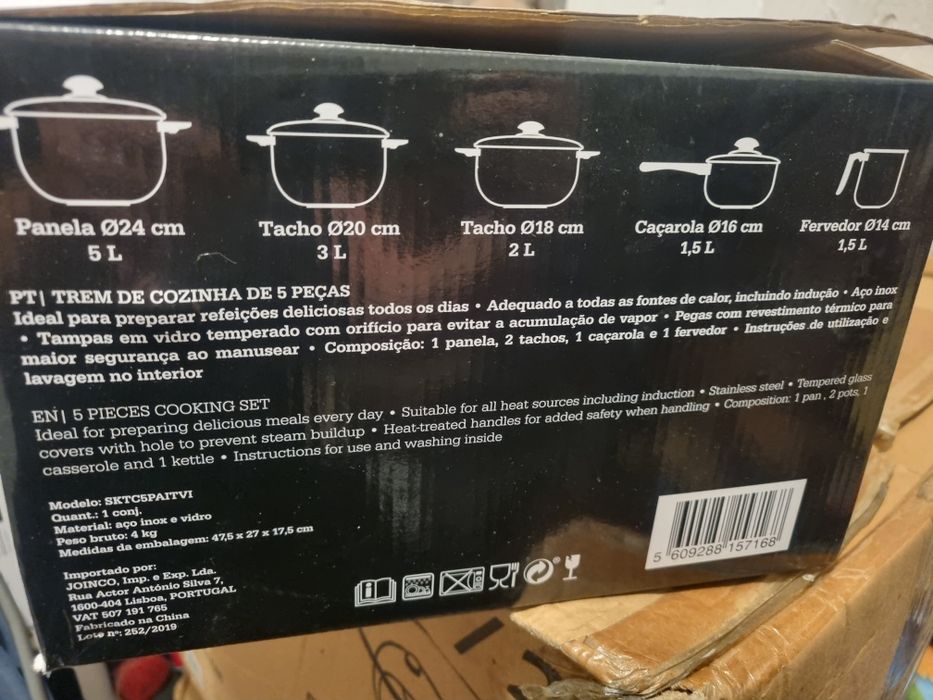 Panela Ø24 cm
5 L
Tacho Ø20 cm
3 L
Tacho Ø18 cm
2 L
Caçarola Ø16 cm
1,5 L
Fervedor Ø14 cm
1,5 L
PT| TREM DE COZINHA DE 5 PEÇAS
Ideal para preparar refeições deliciosas todos os dias • Adequado a todas as fontes de calor, incluindo indução • Aço inox
• Tampas em vidro temperado com orifício para evitar a acumulação de vapor • Pegas com revestimento térmico para
maior segurança ao manusear • Composição: 1 panela, 2 tachos, 1 caçarola e 1 fervedor • Instruções de utilização e
lavagem no interior
EN| 5 PIECES COOKING SET
Ideal for preparing delicious meals every day • Suitable for all heat sources including induction • Stainless steel • Tempered glass
covers with hole to prevent steam buildup • Heat-treated handles for added safety when handling • Composition: 1 pan , 2 pots, 1
casserole and 1 kettle • Instructions for use and washing inside
Modelo: SKTC5PAITVI
Quant.: 1 conj.
Material: aço inox e vidro
Peso bruto: 4 kg
Medidas da embalagem: 47,5 x 27 x 17,5 cm
Importado por:
JOINCO, Imp. e Exp. Lda.
Rua Actor António Silva 7,
1600-404 Lisboa, PORTUGAL
VAT 507 191 765
Fabricado na China
Lote nº: 252/2019
5 609288 157168